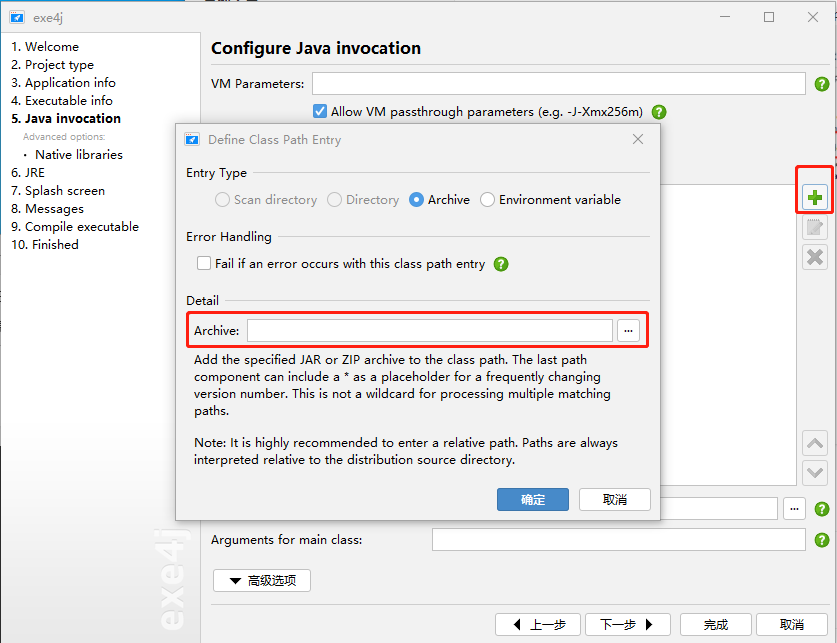 exe4j
1. Welcome
2. Project type
3. Application info
4. Executable info
5. Java invocation
Advanced options:
· Native libraries
6. JRE
7. Splash screen
8. Messages
9. Compile executable
10. Finished
exe4j
Configure Java invocation
VM Parameters:
Allow VM passthrough parameters (e.g. -J-Xmx256m)
Define Class Path Entry
Entry Type
Scan directory
Directory
Archive
Environment variable
Error Handling
Fail if an error occurs with this class path entry
Detail
Archive:
...
Add the specified JAR or ZIP archive to the class path. The last path
component can include a * as a placeholder for a frequently changing
version number. This is not a wildcard for processing multiple matching
paths.
Note: It is highly recommended to enter a relative path. Paths are always
interpreted relative to the distribution source directory.
确定
取消
...
Arguments for main class:
高级选项
上一步
下一步
完成
取消